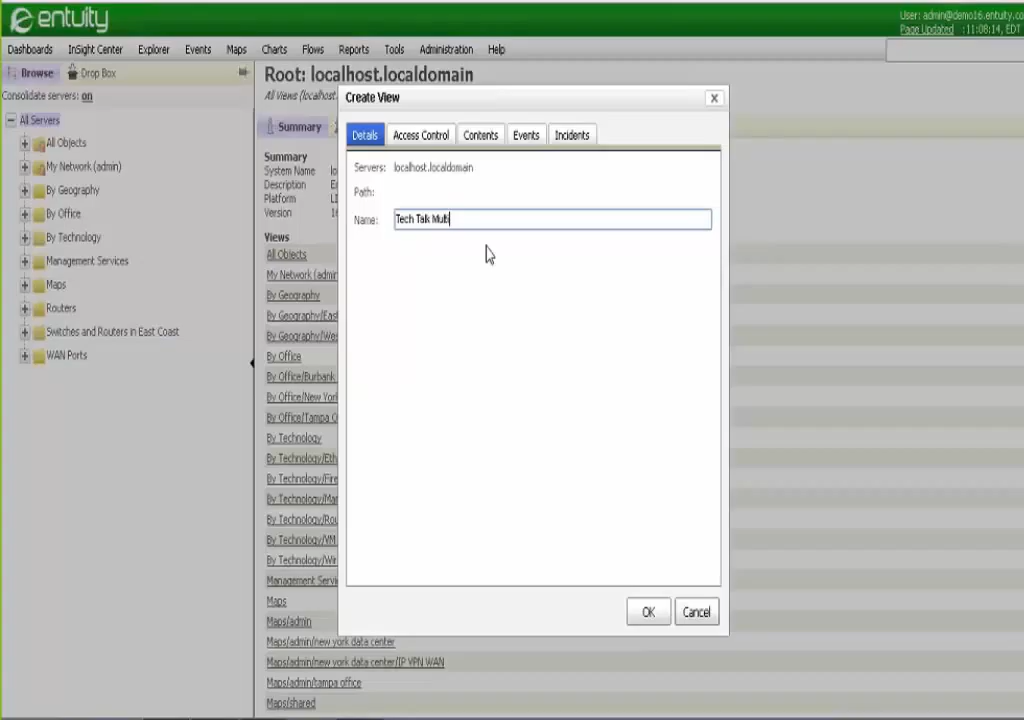 entuity
User: admin@demo16.entuity.co
Page Updated :11:08:14, EDT
Dashboards InSight Center Explorer Events Maps Charts Flows Reports Tools Administration Help
Browse Drop Box
Consolidate servers: on
All Servers
All Objects
My Network (admin)
By Geography
By Office
By Technology
Management Services
Maps
Routers
Switches and Routers in East Coast
WAN Ports
Root: localhost.localdomain
All Views (localhost.
Summary
Summary
System Name lo
Description En
Platform LI
Version 16
Views
All Objects
My Network (admin
By Geography
By Geography/Eas
By Geography/Wes
By Office
By Office/Burbank
By Office/New Yor
By Office/Tampa O
By Technology
By Technology/Eth
By Technology/Fire
By Technology/Mar
By Technology/Rou
By Technology/VM
By Technology/Wir
Management Servi
Maps
Maps/admin
Maps/admin/new york data center
Maps/admin/new york data center/IP VPN WAN
Maps/admin/tampa office
Maps/shared
Create View
Details Access Control Contents Events Incidents
Servers: localhost.localdomain
Path:
Name: Tech Talk Multi
OK Cancel